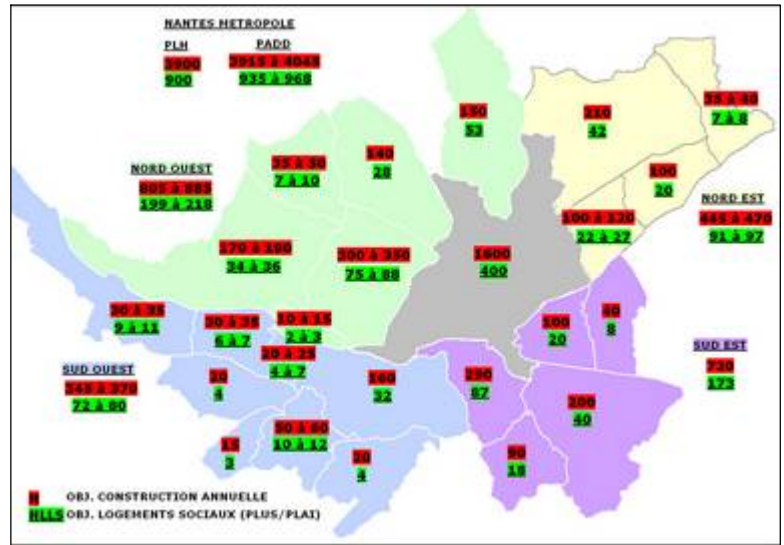 NANTES METROPOLE
PLH PADD
3900 3915 à 4045
900 935 à 968
150
53
210
42
35 à 40
7 à 8
140
28
35 à 50
7 à 10
NORD OUEST
805 à 885
199 à 218
100
20
NORD EST
445 à 470
91 à 97
100 à 120
22 à 27
170 à 180
34 à 36
300 à 350
75 à 88
1600
400
30 à 35
9 à 11
30 à 35
6 à 7
10 à 15
2 à 3
20 à 25
4 à 7
100
20
40
8
SUD EST
720
173
SUD OUEST
345 à 370
72 à 80
20
4
160
32
290
87
200
40
15
3
50 à 60
10 à 12
20
4
90
18
N OBJ. CONSTRUCTION ANNUELLE
NLLS OBJ. LOGEMENTS SOCIAUX (PLUS/PLAI)